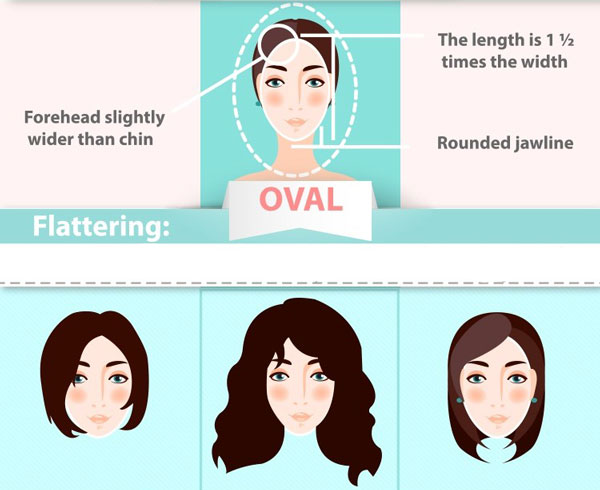 The length is 1 ½
times the width
Forehead slightly
wider than chin
Rounded jawline
OVAL
Flattering: